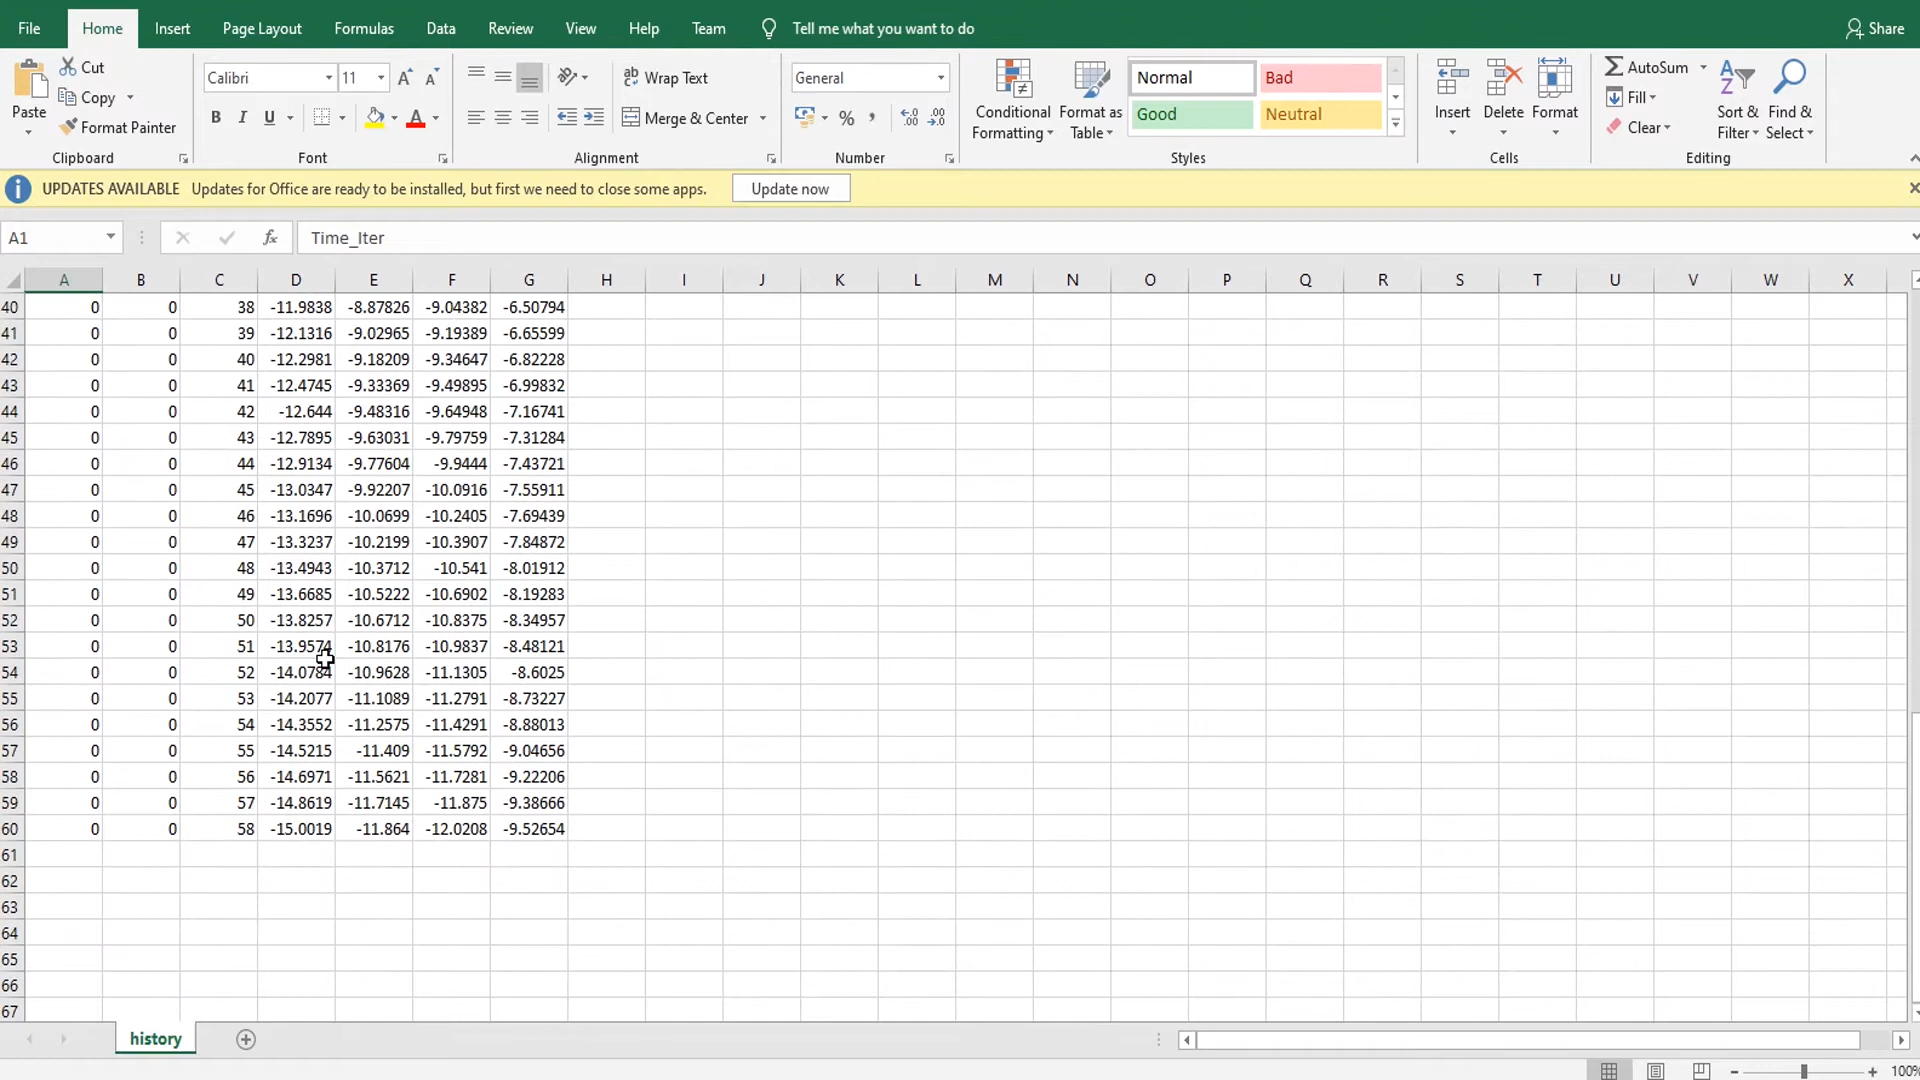 File Home Insert Page Layout Formulas Data Review View Help Team Tell me what you want to do Share
Cut
Copy
Format Painter
Paste
Clipboard
Calibri 11
B I U
Font
Wrap Text
Merge & Center
Alignment
General
%
Number
Conditional Formatting
Format as Table
Normal Bad
Good Neutral
Styles
Insert Delete Format
Cells
AutoSum
Fill
Clear
Sort & Filter
Find & Select
Editing
UPDATES AVAILABLE Updates for Office are ready to be installed, but first we need to close some apps. Update now
A1 fx Time_Iter
A B C D E F G H I J K L M N O P Q R S T U V W X
40 0 0 38 -11.9838 -8.87826 -9.04382 -6.50794
41 0 0 39 -12.1316 -9.02965 -9.19389 -6.65599
42 0 0 40 -12.2981 -9.18209 -9.34647 -6.82228
43 0 0 41 -12.4745 -9.33369 -9.49895 -6.99832
44 0 0 42 -12.644 -9.48316 -9.64948 -7.16741
45 0 0 43 -12.7895 -9.63031 -9.79759 -7.31284
46 0 0 44 -12.9134 -9.77604 -9.9444 -7.43721
47 0 0 45 -13.0347 -9.92207 -10.0916 -7.55911
48 0 0 46 -13.1696 -10.0699 -10.2405 -7.69439
49 0 0 47 -13.3237 -10.2199 -10.3907 -7.84872
50 0 0 48 -13.4943 -10.3712 -10.541 -8.01912
51 0 0 49 -13.6685 -10.5222 -10.6902 -8.19283
52 0 0 50 -13.8257 -10.6712 -10.8375 -8.34957
53 0 0 51 -13.9574 -10.8176 -10.9837 -8.48121
54 0 0 52 -14.0784 -10.9628 -11.1305 -8.6025
55 0 0 53 -14.2077 -11.1089 -11.2791 -8.73227
56 0 0 54 -14.3552 -11.2575 -11.4291 -8.88013
57 0 0 55 -14.5215 -11.409 -11.5792 -9.04656
58 0 0 56 -14.6971 -11.5621 -11.7281 -9.22206
59 0 0 57 -14.8619 -11.7145 -11.875 -9.38666
60 0 0 58 -15.0019 -11.864 -12.0208 -9.52654
61
62
63
64
65
66
67
history
100%